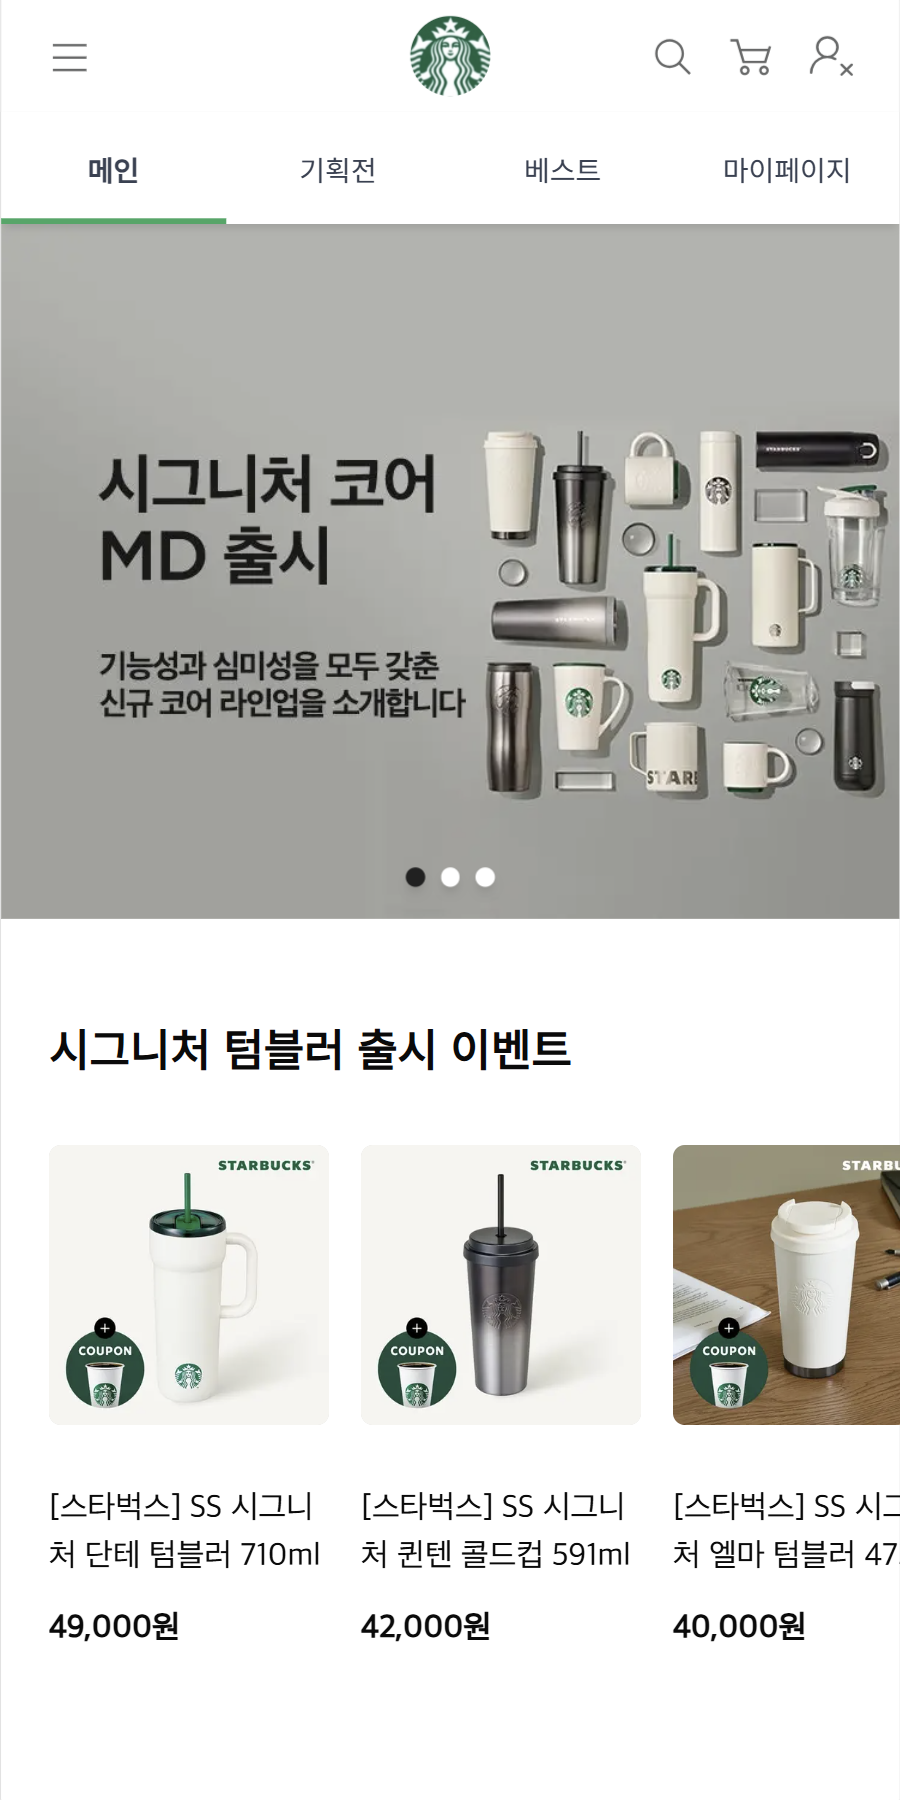 메인
기획전
베스트
마이페이지
시그니처 코어
MD 출시
기능성과 심미성을 모두 갖춘
신규 코어 라인업을 소개합니다
STARBUCKS
STAR
시그니처 텀블러 출시 이벤트
STARBUCKS
COUPON
STARBUCKS
COUPON
STARBU
COUPON
[스타벅스] SS 시그니
처 단테 텀블러 710ml
49,000원
[스타벅스] SS 시그니
처 퀸텐 콜드컵 591ml
42,000원
[스타벅스] SS 시그
처 엘마 텀블러 47
40,000원